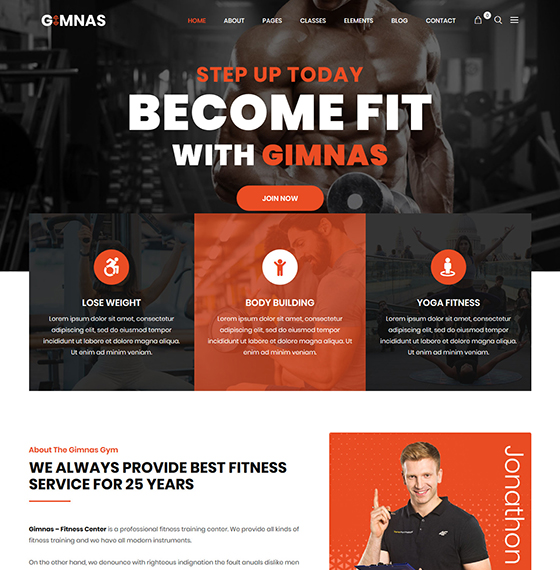 GIMNAS
HOME ABOUT PAGES CLASSES ELEMENTS BLOG CONTACT 0
STEP UP TODAY
BECOME FIT
WITH GIMNAS
JOIN NOW
LOSE WEIGHT
Lorem ipsum dolor sit amet, consectetur
adipiscing elit, sed do eiusmod tempor
incididunt ut labore et dolore magna aliqua.
Ut enim ad minim veniam.
BODY BUILDING
Lorem ipsum dolor sit amet, consectetur
adipiscing elit, sed do eiusmod tempor
incididunt ut labore et dolore magna aliqua.
Ut enim ad minim veniam.
YOGA FITNESS
Lorem ipsum dolor sit amet, consectetur
adipiscing elit, sed do eiusmod tempor
incididunt ut labore et dolore magna aliqua.
Ut enim ad minim veniam.
About The Gimnas Gym
WE ALWAYS PROVIDE BEST FITNESS
SERVICE FOR 25 YEARS
Gimnas – Fitness Center is a professional fitness training center. We provide all kinds of
fitness training and we have all modern instruments.
On the other hand, we denounce with righteous indignation the fault anuals dislike men
Jonathon